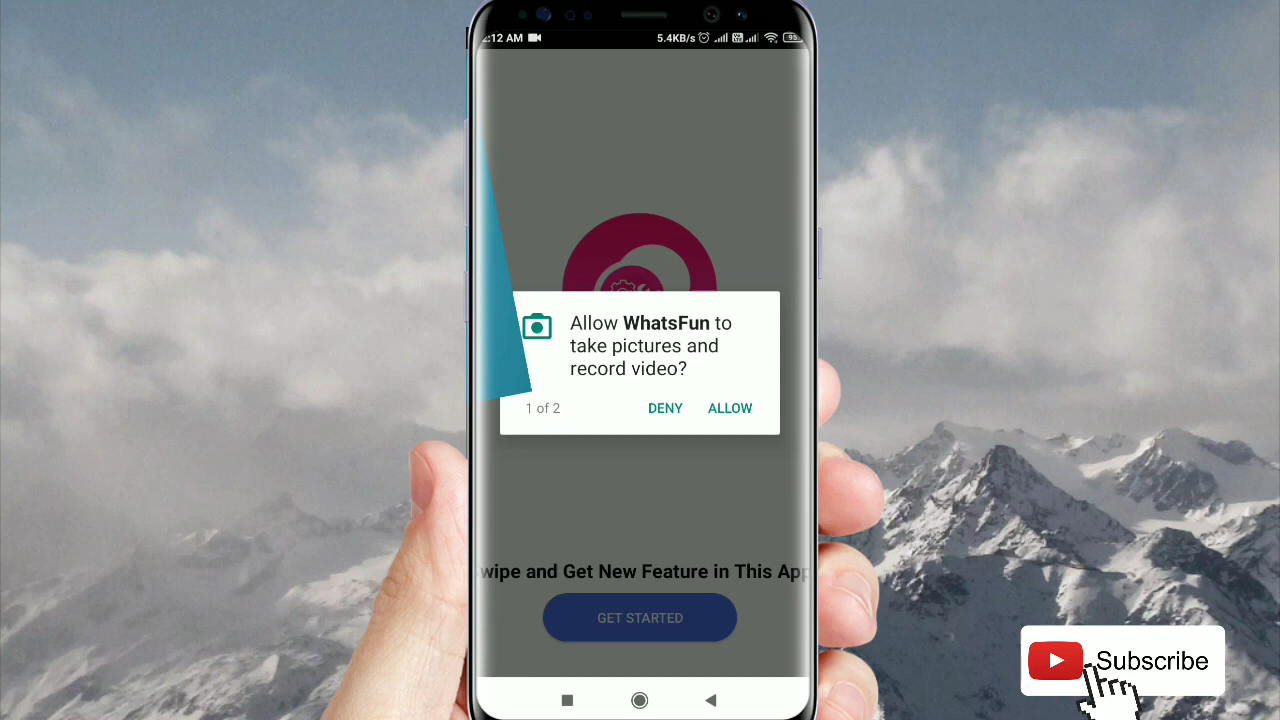 :12 AM
5.4KB/s
95
Allow WhatsFun to
take pictures and
record video?
1 of 2
DENY ALLOW
wipe and Get New Feature in This App
GET STARTED
Subscribe